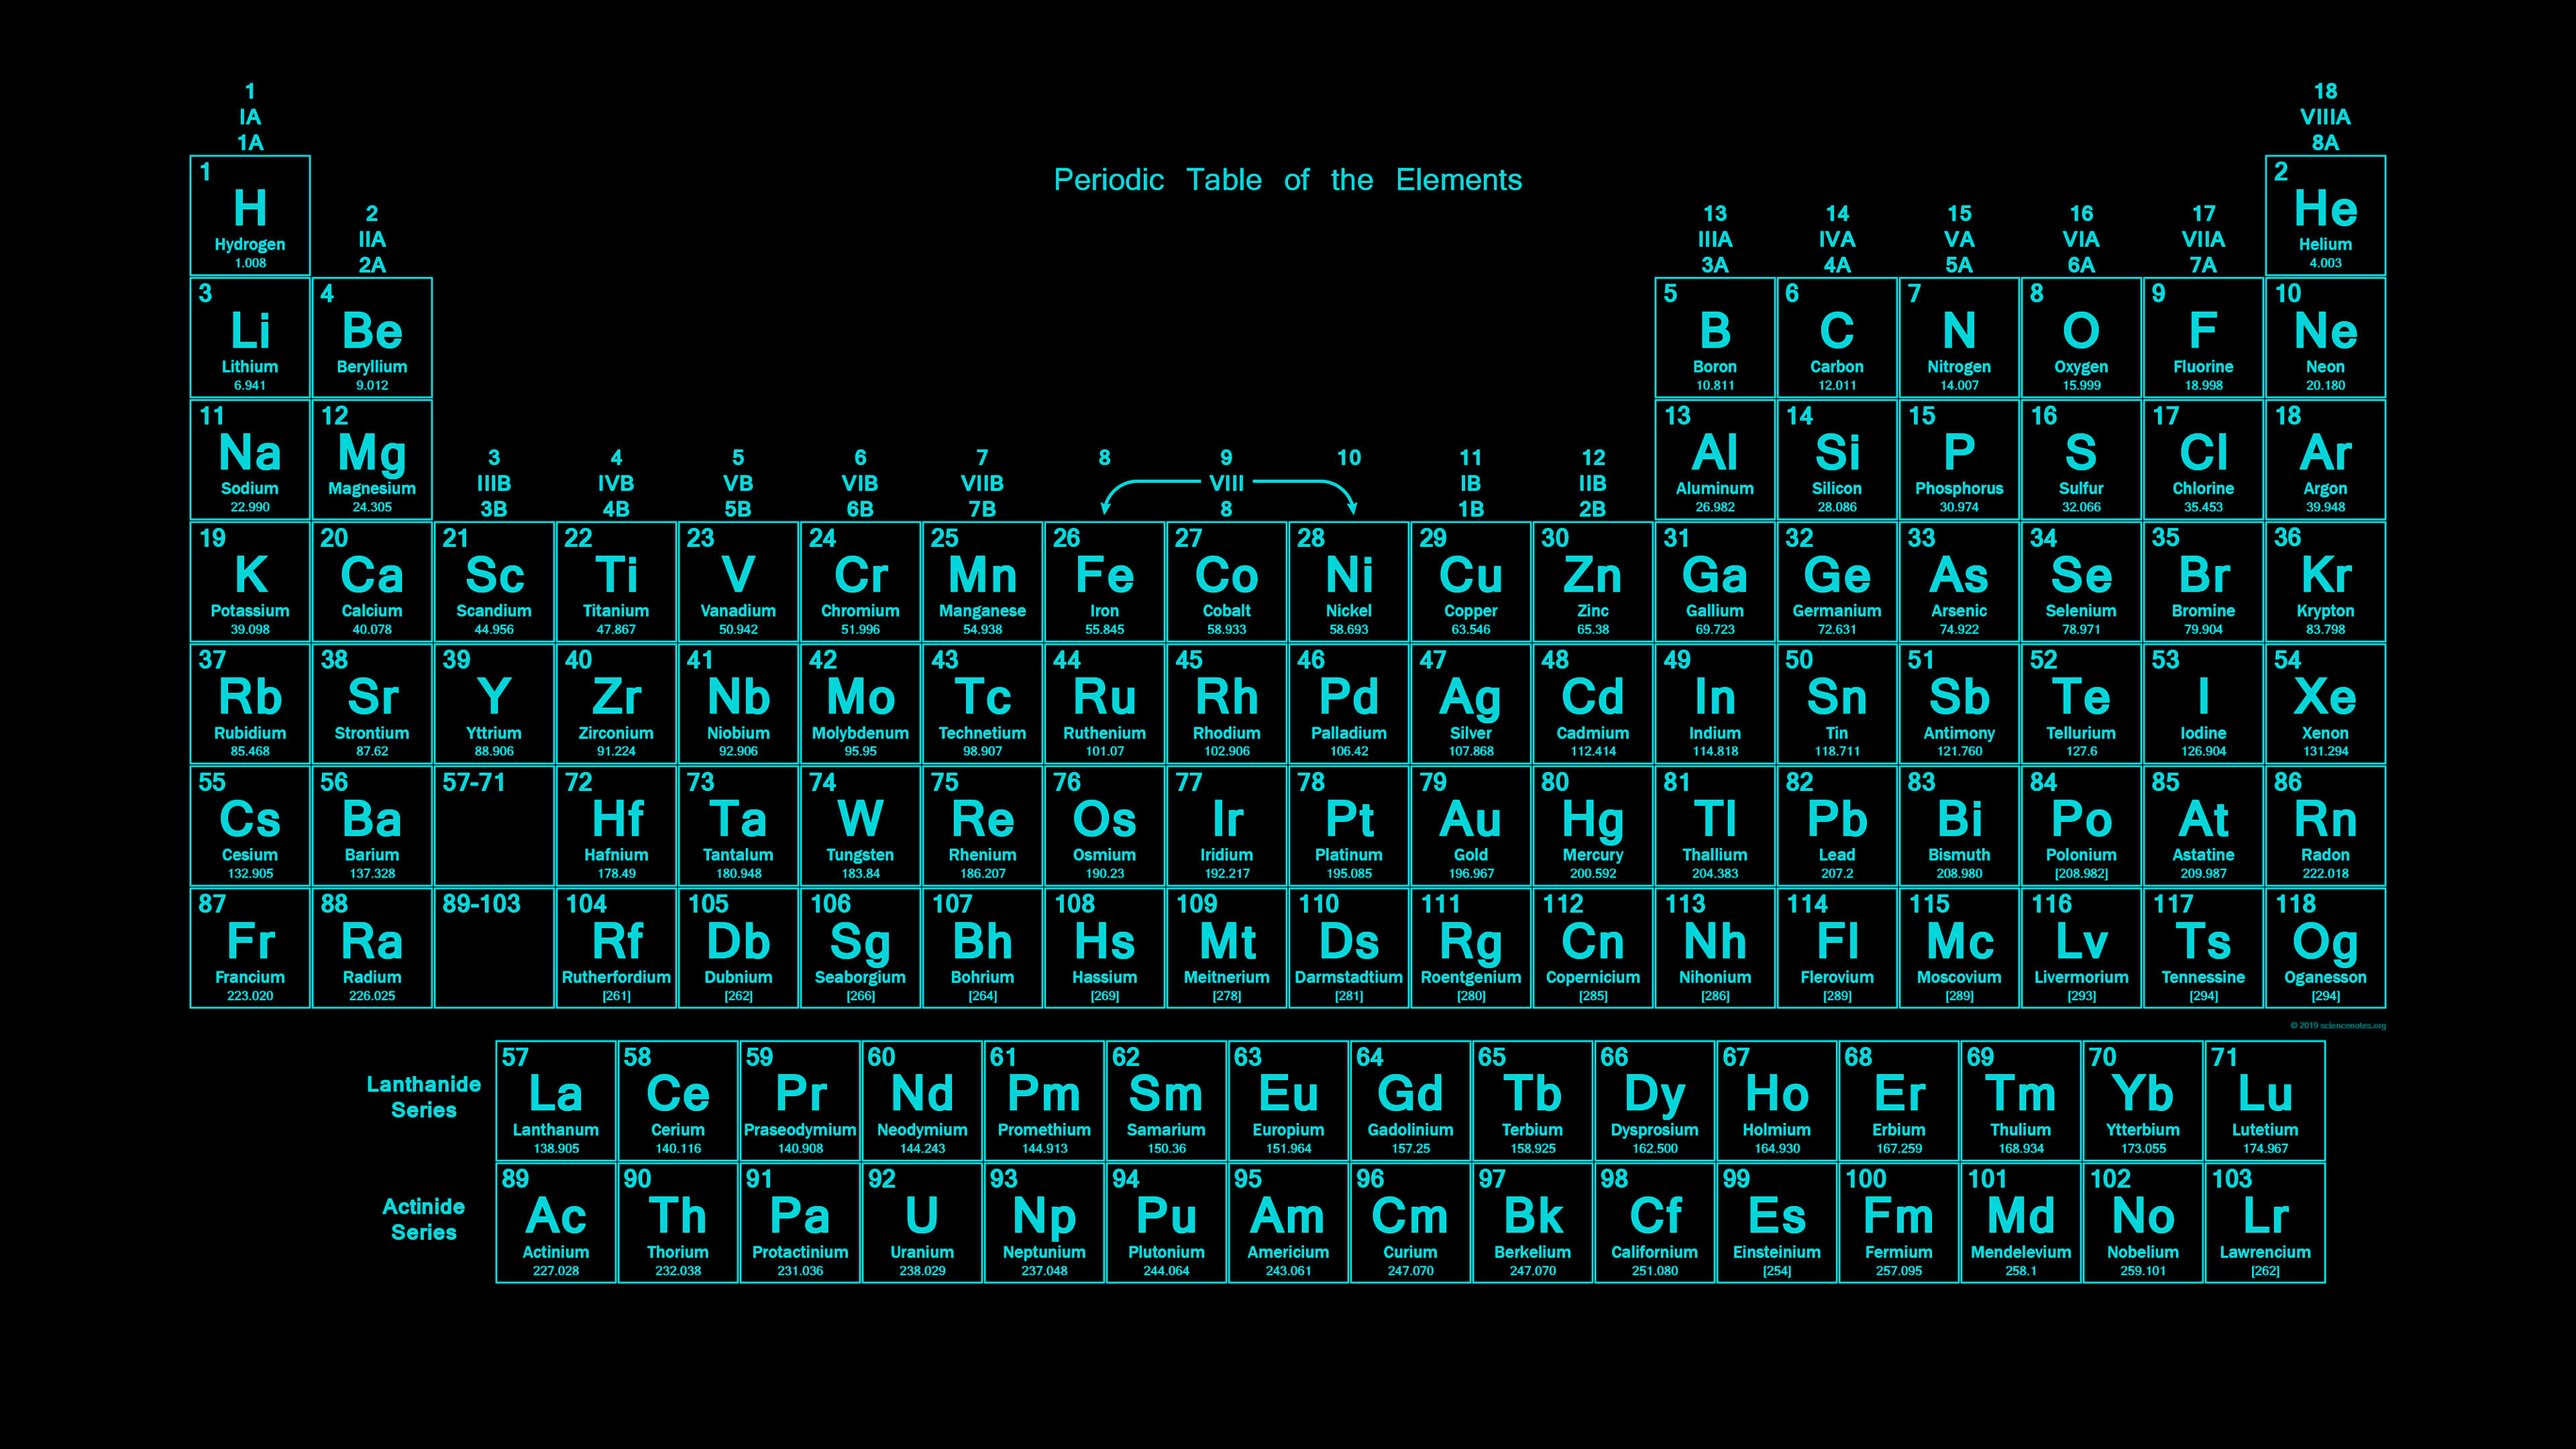 1 18
IA VIIIA
1A 8A
Periodic Table of the Elements
1 2
H He
Hydrogen Helium
1.008 4.003
2 13 14 15 16 17
IIA IIIA IVA VA VIA VIIA
2A 3A 4A 5A 6A 7A
3 4 5 6 7 8 9 10
Li Be B C N O F Ne
Lithium Beryllium Boron Carbon Nitrogen Oxygen Fluorine Neon
6.941 9.012 10.811 12.011 14.007 15.999 18.998 20.180
11 12 13 14 15 16 17 18
Na Mg Al Si P S Cl Ar
Sodium Magnesium Aluminum Silicon Phosphorus Sulfur Chlorine Argon
22.990 24.305 26.982 28.086 30.974 32.066 35.453 39.948
3 4 5 6 7 8 9 10 11 12
IIIB IVB VB VIB VIIB VIII IB IIB
3B 4B 5B 6B 7B 8 1B 2B
19 20 21 22 23 24 25 26 27 28 29 30 31 32 33 34 35 36
K Ca Sc Ti V Cr Mn Fe Co Ni Cu Zn Ga Ge As Se Br Kr
Potassium Calcium Scandium Titanium Vanadium Chromium Manganese Iron Cobalt Nickel Copper Zinc Gallium Germanium Arsenic Selenium Bromine Krypton
39.098 40.078 44.956 47.867 50.942 51.996 54.938 55.845 58.933 58.693 63.546 65.38 69.723 72.631 74.922 78.971 79.904 83.798
37 38 39 40 41 42 43 44 45 46 47 48 49 50 51 52 53 54
Rb Sr Y Zr Nb Mo Tc Ru Rh Pd Ag Cd In Sn Sb Te I Xe
Rubidium Strontium Yttrium Zirconium Niobium Molybdenum Technetium Ruthenium Rhodium Palladium Silver Cadmium Indium Tin Antimony Tellurium Iodine Xenon
85.468 87.62 88.906 91.224 92.906 95.95 98.907 101.07 102.906 106.42 107.868 112.414 114.818 118.711 121.760 127.6 126.904 131.294
55 56 57-71 72 73 74 75 76 77 78 79 80 81 82 83 84 85 86
Cs Ba Hf Ta W Re Os Ir Pt Au Hg Tl Pb Bi Po At Rn
Cesium Barium Hafnium Tantalum Tungsten Rhenium Osmium Iridium Platinum Gold Mercury Thallium Lead Bismuth Polonium Astatine Radon
132.905 137.328 178.49 180.948 183.84 186.207 190.23 192.217 195.085 196.967 200.592 204.383 207.2 208.980 [208.982] 209.987 222.018
87 88 89-103 104 105 106 107 108 109 110 111 112 113 114 115 116 117 118
Fr Ra Rf Db Sg Bh Hs Mt Ds Rg Cn Nh Fl Mc Lv Ts Og
Francium Radium Rutherfordium Dubnium Seaborgium Bohrium Hassium Meitnerium Darmstadtium Roentgenium Copernicium Nihonium Flerovium Moscovium Livermorium Tennessine Oganesson
223.020 226.025 [261] [262] [266] [264] [269] [278] [281] [280] [285] [286] [289] [289] [293] [294] [294]
© 2019 sciencenotes.org
Lanthanide
Series
57 58 59 60 61 62 63 64 65 66 67 68 69 70 71
La Ce Pr Nd Pm Sm Eu Gd Tb Dy Ho Er Tm Yb Lu
Lanthanum Cerium Praseodymium Neodymium Promethium Samarium Europium Gadolinium Terbium Dysprosium Holmium Erbium Thulium Ytterbium Lutetium
138.905 140.116 140.908 144.243 144.913 150.36 151.964 157.25 158.925 162.500 164.930 167.259 168.934 173.055 174.967
Actinide
Series
89 90 91 92 93 94 95 96 97 98 99 100 101 102 103
Ac Th Pa U Np Pu Am Cm Bk Cf Es Fm Md No Lr
Actinium Thorium Protactinium Uranium Neptunium Plutonium Americium Curium Berkelium Californium Einsteinium Fermium Mendelevium Nobelium Lawrencium
227.028 232.038 231.036 238.029 237.048 244.064 243.061 247.070 247.070 251.080 [254] 257.095 258.1 259.101 [262]